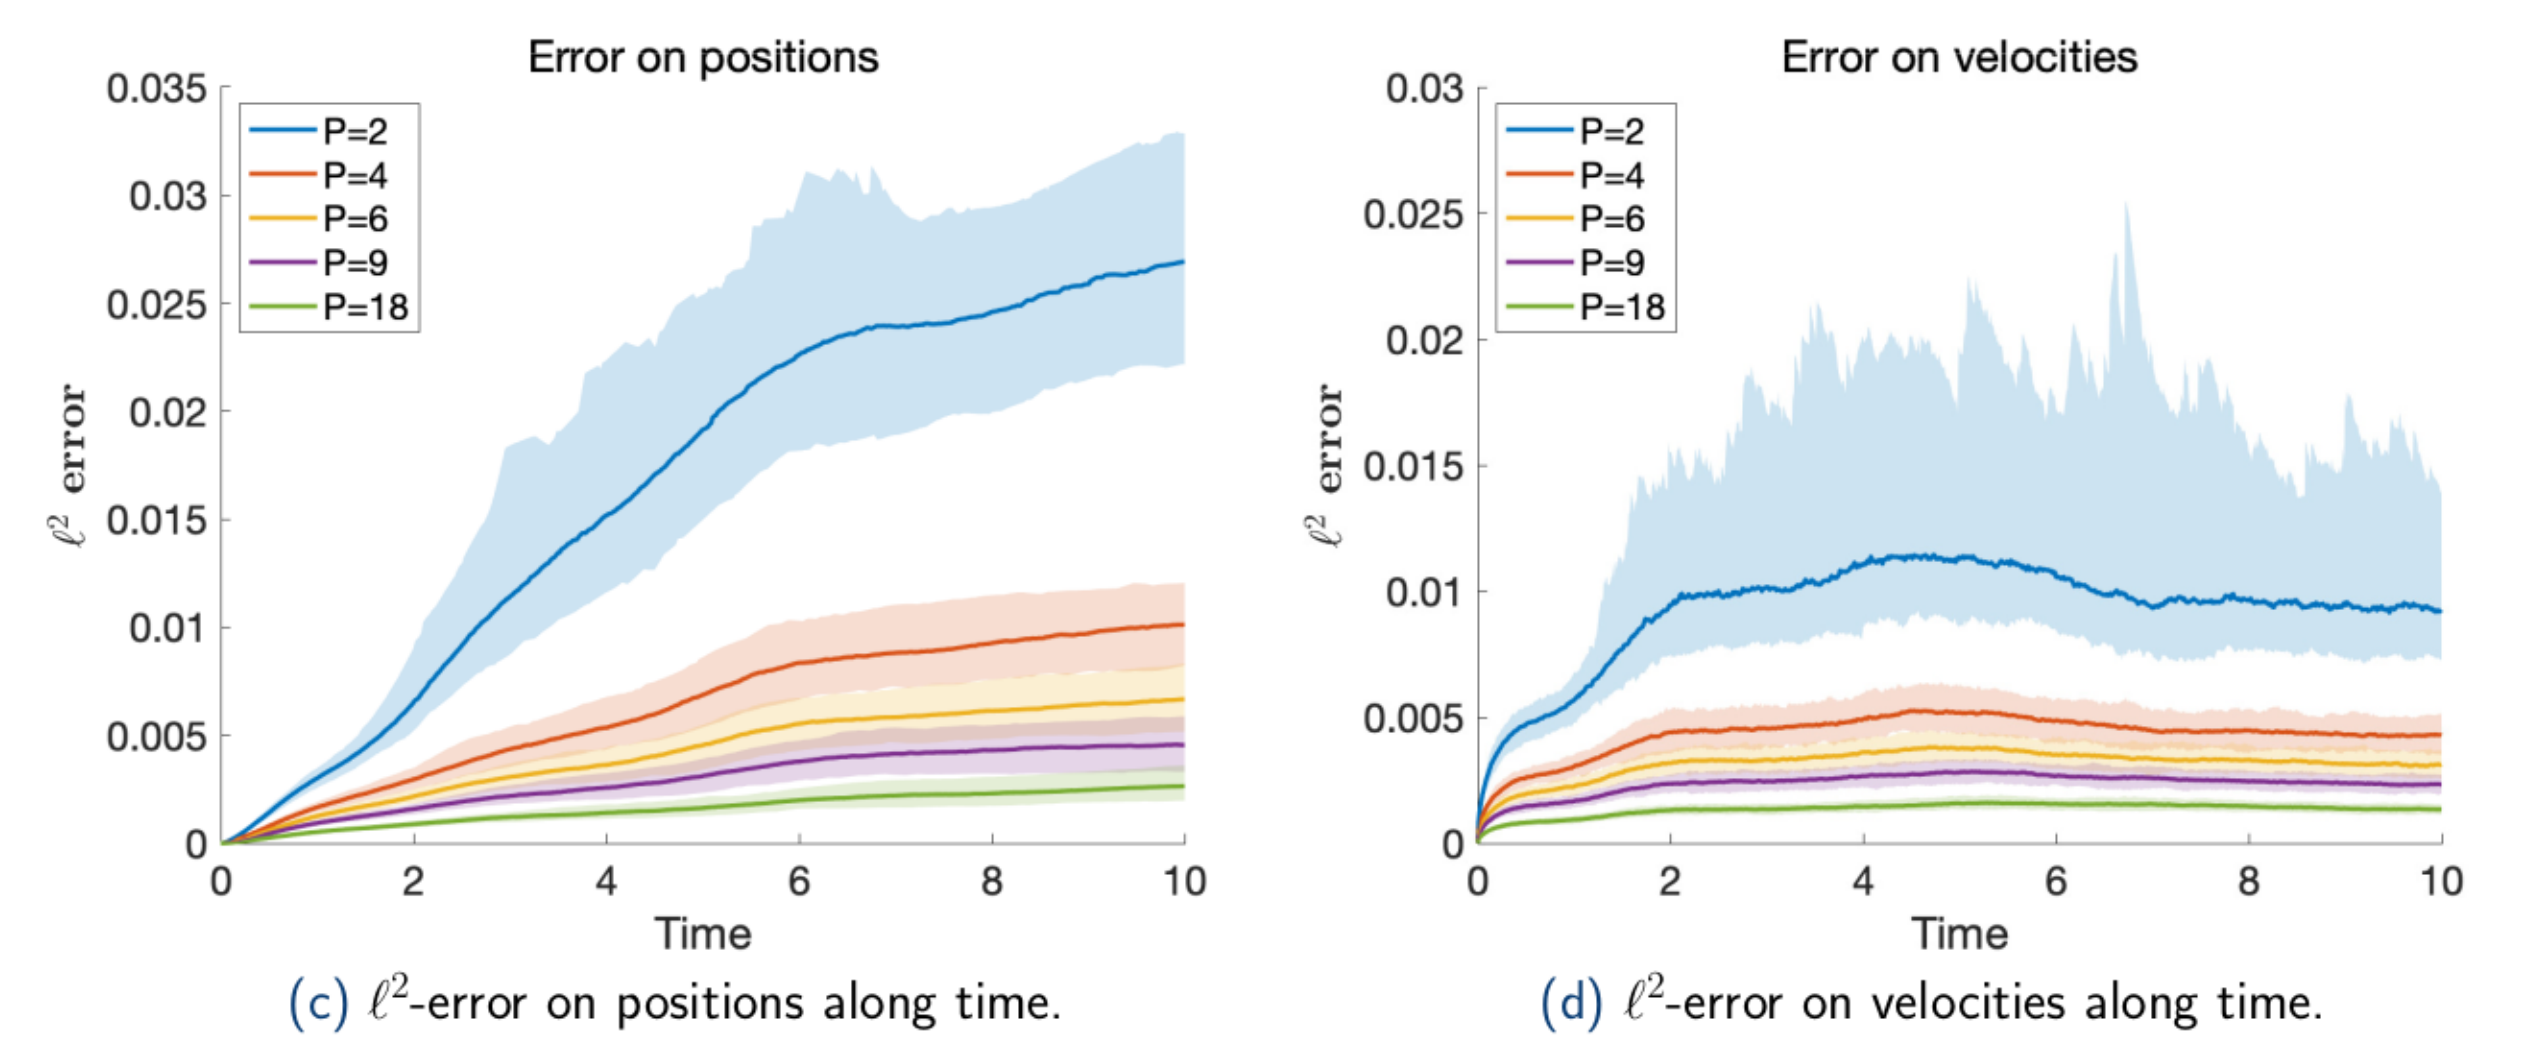 Error on positions
0.035
0.03
0.025
0.02
0.015
0.01
0.005
0
P=2
P=4
P=6
P=9
P=18
ℓ² error
0 2 4 6 8 10
Time
(c) ℓ²-error on positions along time.
Error on velocities
0.03
0.025
0.02
0.015
0.01
0.005
0
P=2
P=4
P=6
P=9
P=18
ℓ² error
0 2 4 6 8 10
Time
(d) ℓ²-error on velocities along time.